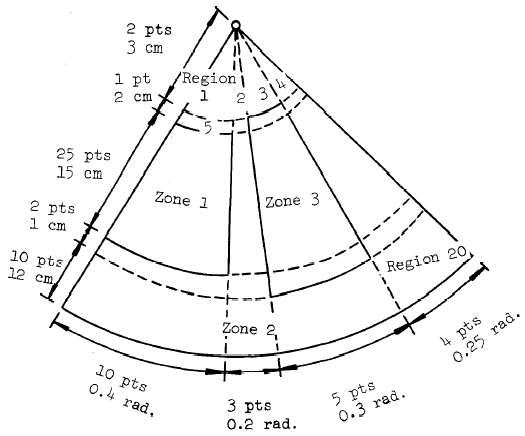 2 pts
3 cm
1 pt
2 cm
Region
1 2 3 4
5
25 pts
15 cm
Zone 1
Zone 3
2 pts
1 cm
10 pts
12 cm
Region 20
Zone 2
10 pts
0.4 rad.
3 pts
0.2 rad.
5 pts
0.3 rad.
4 pts
0.25 rad.